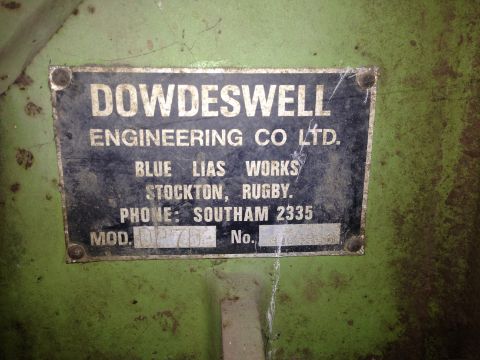 DOWDESWELL
ENGINEERING CO LTD.
BLUE LIAS WORKS
STOCKTON, RUGBY.
PHONE: SOUTHAM 2335
MOD. No.